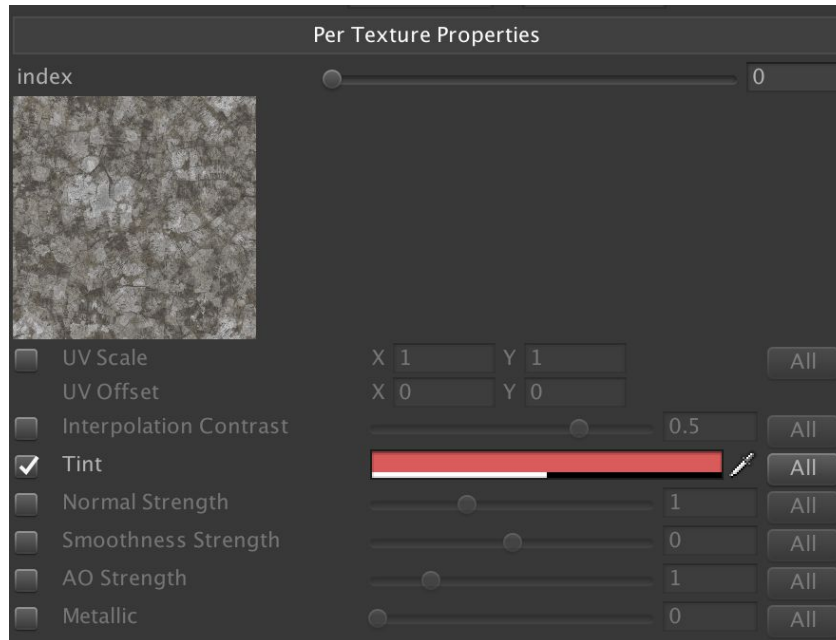 Per Texture Properties
index 0
UV Scale X 1 Y 1 All
UV Offset X 0 Y 0
Interpolation Contrast 0.5 All
Tint All
Normal Strength 1 All
Smoothness Strength 0 All
AO Strength 1 All
Metallic 0 All